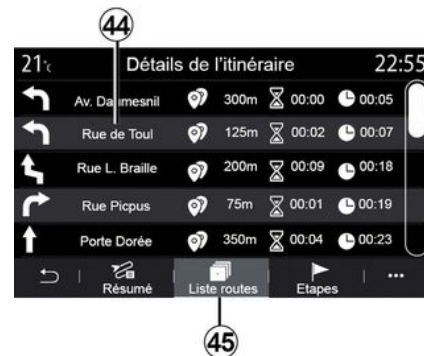 44
21°c Détails de l'itinéraire 22:55
Av. Daumesnil 300m 00:00 00:05
Rue de Toul 125m 00:02 00:07
Rue L. Braille 200m 00:09 00:18
Rue Picpus 75m 00:01 00:19
Porte Dorée 350m 00:04 00:23
Résumé Liste routes Etapes
45